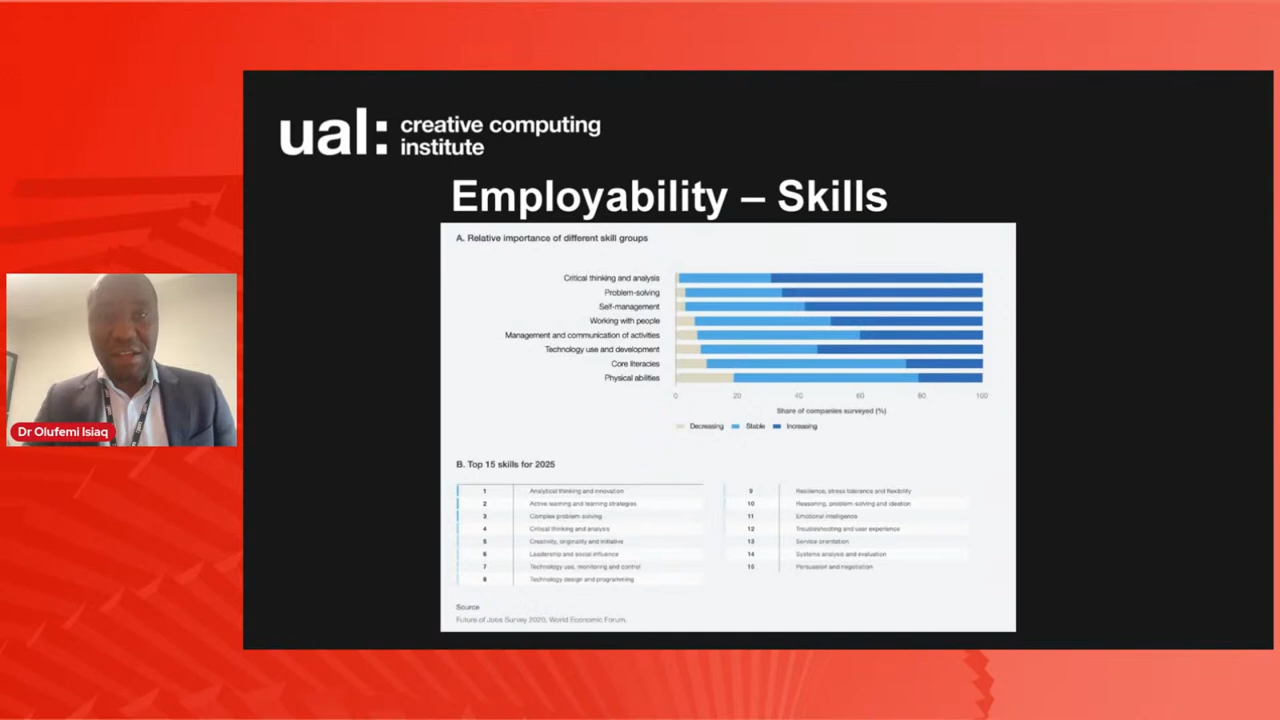 ual: creative computing
institute
Employability – Skills
A. Relative importance of different skill groups
Critical thinking and analysis
Problem-solving
Self-management
Working with people
Management and communication of activities
Technology use and development
Core literacies
Physical abilities
0 20 40 60 80 100
Share of companies surveyed (%)
Decreasing Stable Increasing
B. Top 15 skills for 2025
1 Analytical thinking and innovation
2 Active learning and learning strategies
3 Complex problem-solving
4 Critical thinking and analysis
5 Creativity, originality and initiative
6 Leadership and social influence
7 Technology use, monitoring and control
8 Technology design and programming
9 Resilience, stress tolerance and flexibility
10 Reasoning, problem-solving and ideation
11 Emotional intelligence
12 Troubleshooting and user experience
13 Service orientation
14 Systems analysis and evaluation
15 Persuasion and negotiation
Source
Future of Jobs Survey 2020, World Economic Forum.
Dr Olufemi Isiaq